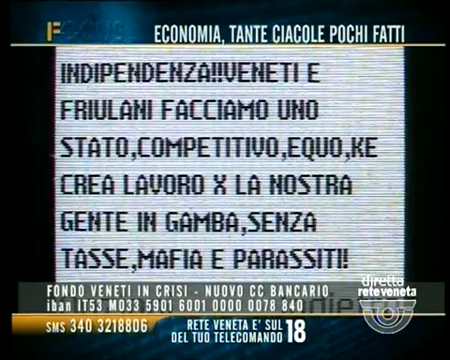 Focus
ECONOMIA, TANTE CIACOLE POCHI FATTI
INDIPENDENZA!!VENETI E
FRIULANI FACCIAMO UNO
STATO,COMPETITIVO,EQUO,KE
CREA LAVORO X LA NOSTRA
GENTE IN GAMBA,SENZA
TASSE,MAFIA E PARASSITI!
diretta
reteveneta
FONDO VENETI IN CRISI - NUOVO CC BANCARIO
iban IT53 M033 5901 6001 0000 0078 840
SMS 340 3218806
RETE VENETA E' SUL
DEL TUO TELECOMANDO 18